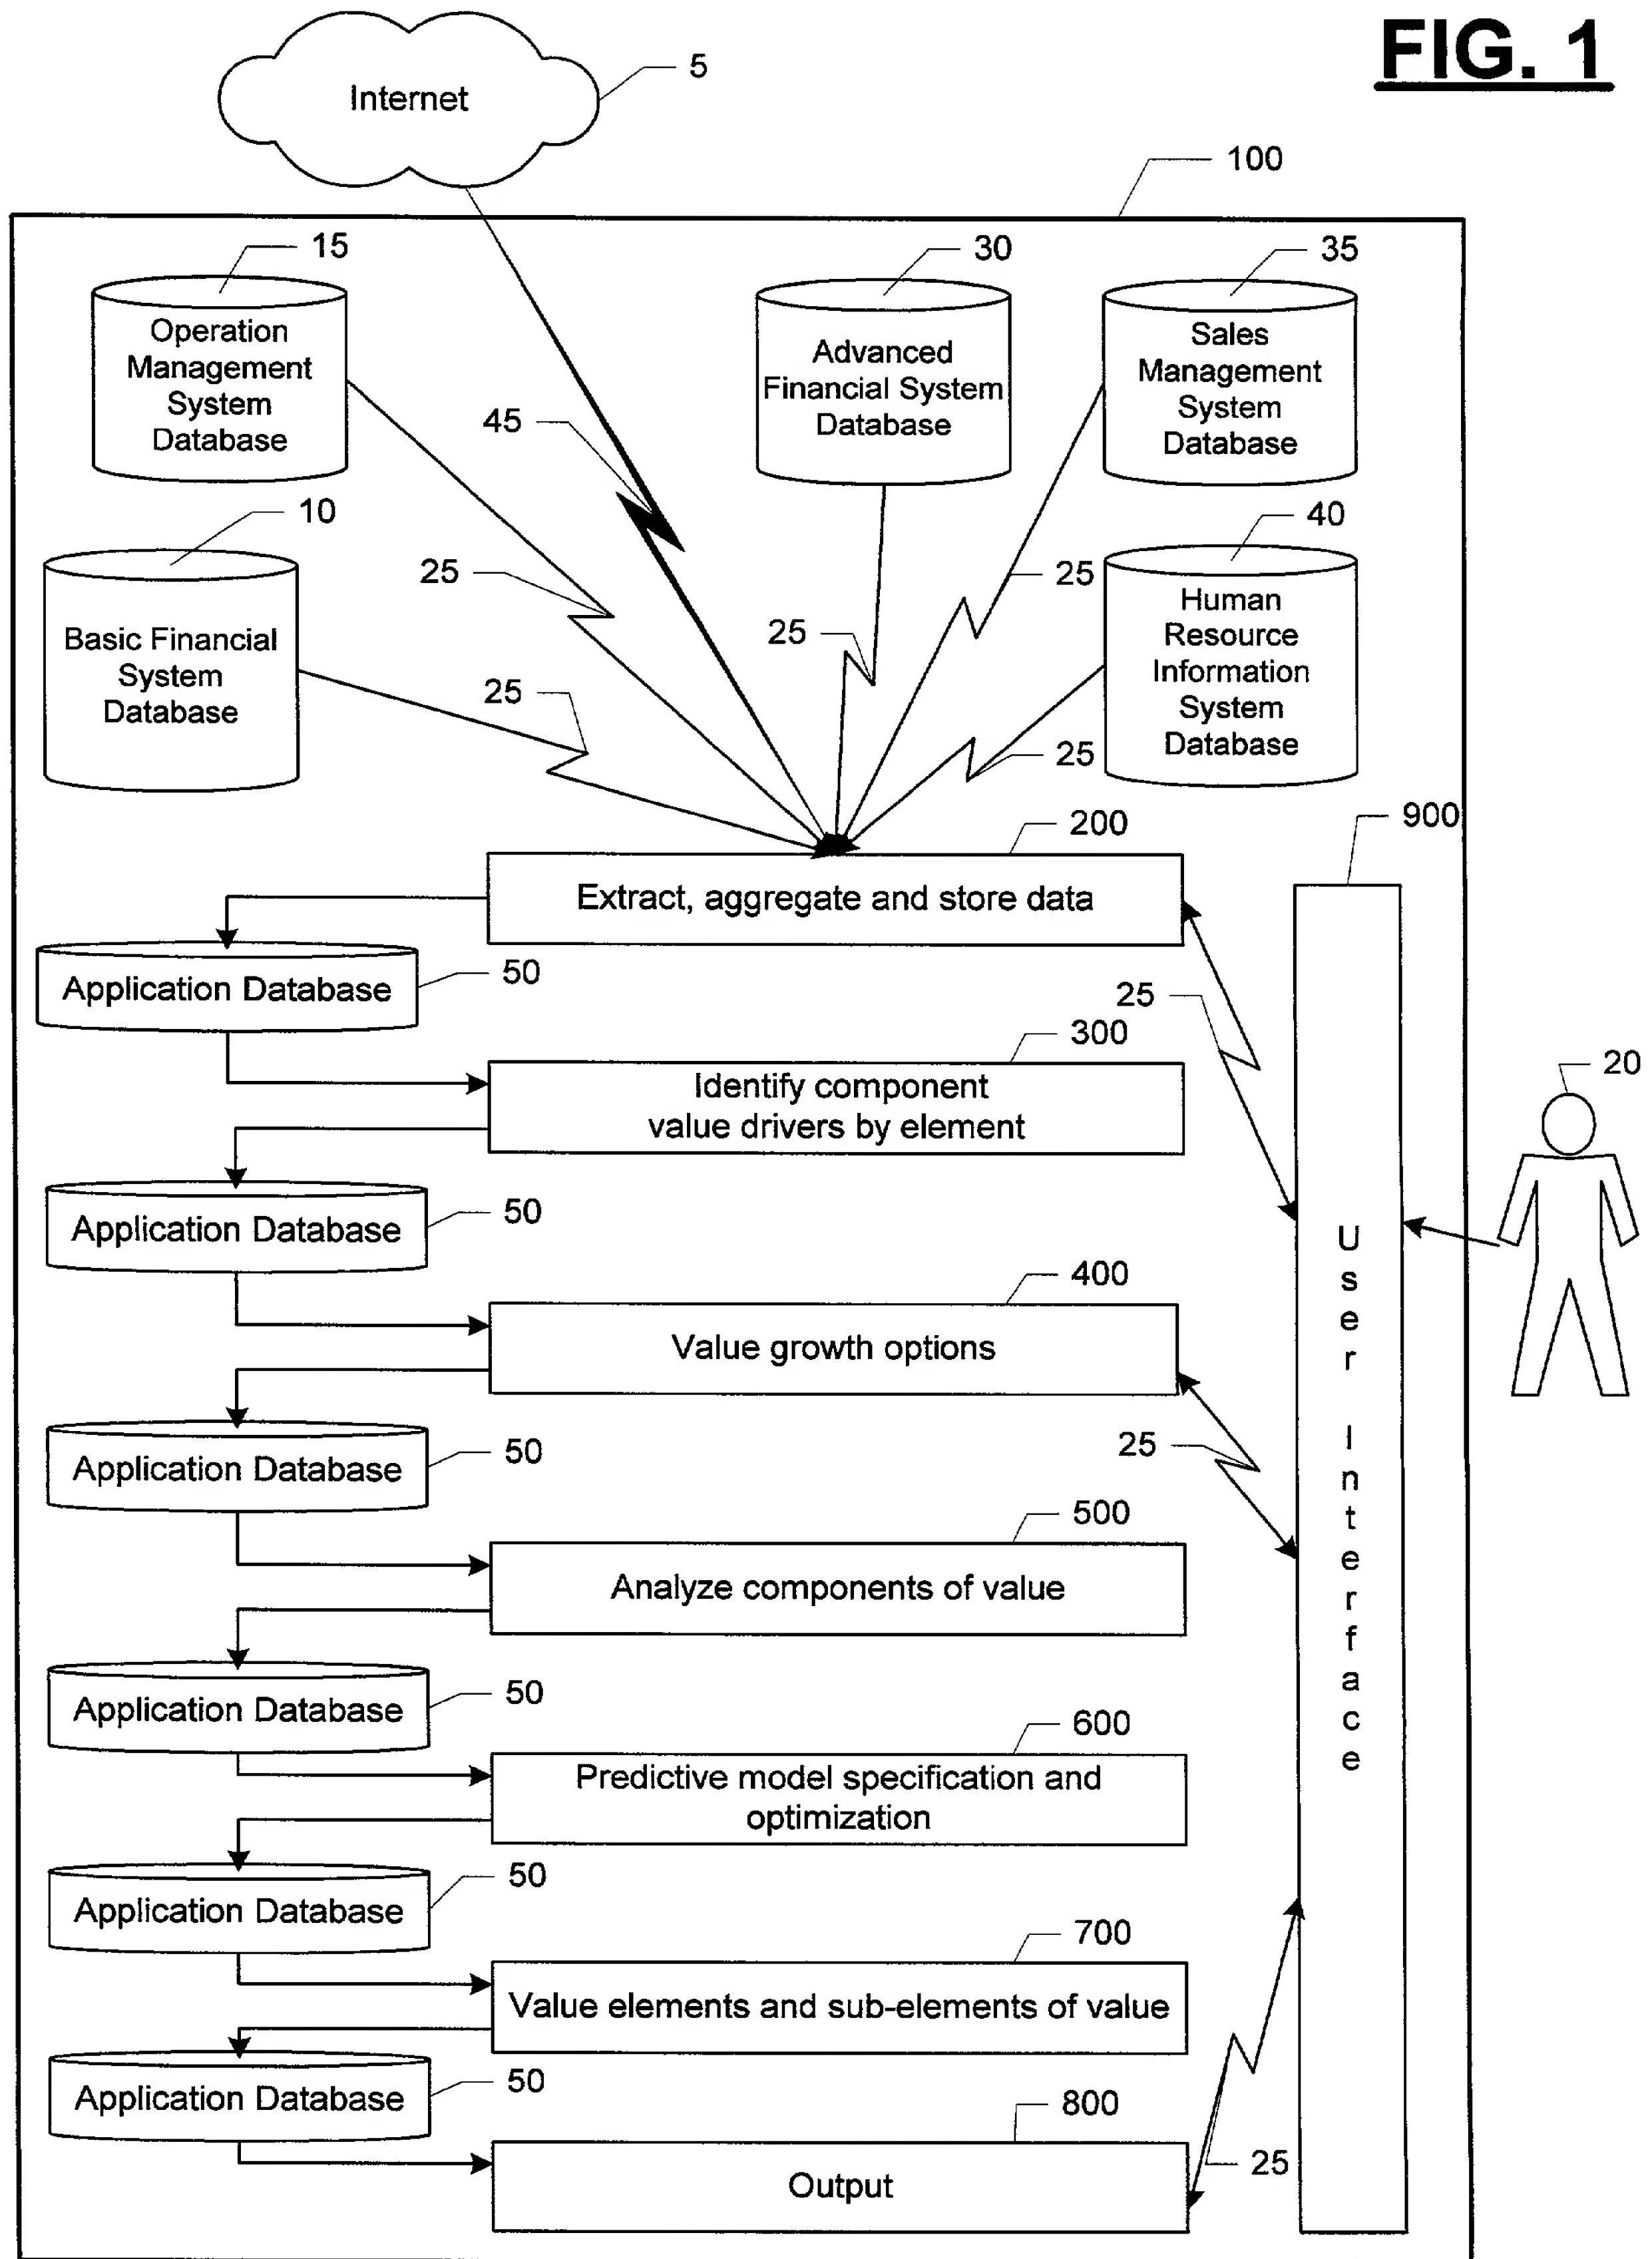 FIG. 1
Internet
5
100
15
Operation
Management
System
Database
30
Advanced
Financial System
Database
35
Sales
Management
System
Database
45
10
Basic Financial
System
Database
25
25
25
25
40
Human
Resource
Information
System
Database
25
200
Extract, aggregate and store data
900
User Interface
Application Database
50
25
300
Identify component
value drivers by element
20
Application Database
50
400
Value growth options
Application Database
50
25
500
Analyze components of value
Application Database
50
600
Predictive model specification and
optimization
Application Database
50
700
Value elements and sub-elements of value
Application Database
50
800
Output
25